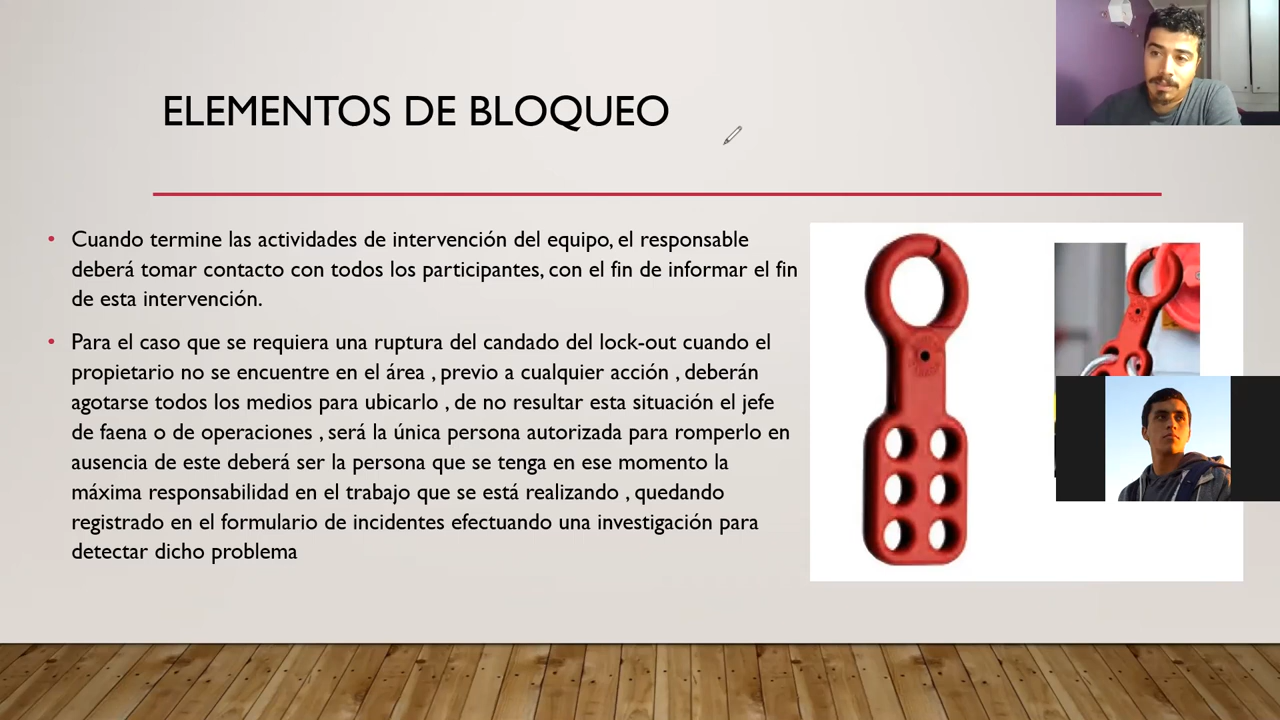 ELEMENTOS DE BLOQUEO
• Cuando termine las actividades de intervención del equipo, el responsable
deberá tomar contacto con todos los participantes, con el fin de informar el fin
de esta intervención.
• Para el caso que se requiera una ruptura del candado del lock-out cuando el
propietario no se encuentre en el área , previo a cualquier acción , deberán
agotarse todos los medios para ubicarlo , de no resultar esta situación el jefe
de faena o de operaciones , será la única persona autorizada para romperlo en
ausencia de este deberá ser la persona que se tenga en ese momento la
máxima responsabilidad en el trabajo que se está realizando , quedando
registrado en el formulario de incidentes efectuando una investigación para
detectar dicho problema